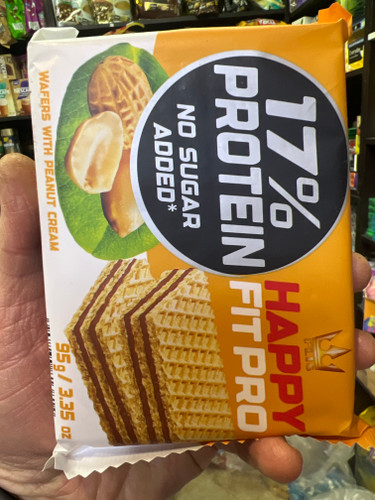 17%
PROTEIN
NO SUGAR
ADDED*
HAPPY
FIT PRO
WAFERS WITH PEANUT CREAM
95g / 3.35 oz